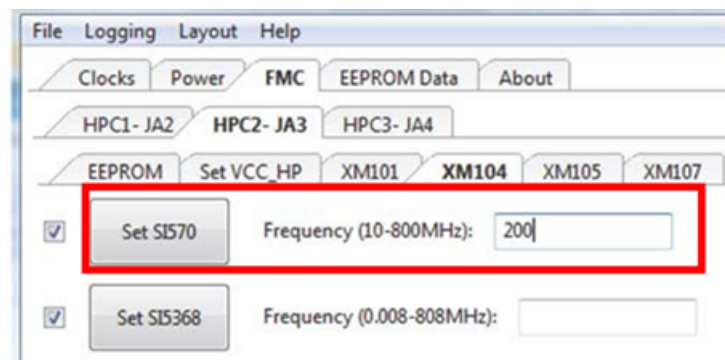 File Logging Layout Help
Clocks Power FMC EEPROM Data About
HPC1- JA2 HPC2- JA3 HPC3- JA4
EEPROM Set VCC_HP XM101 XM104 XM105 XM107
Set SI570 Frequency (10-800MHz): 200
Set SI5368 Frequency (0.008-808MHz):